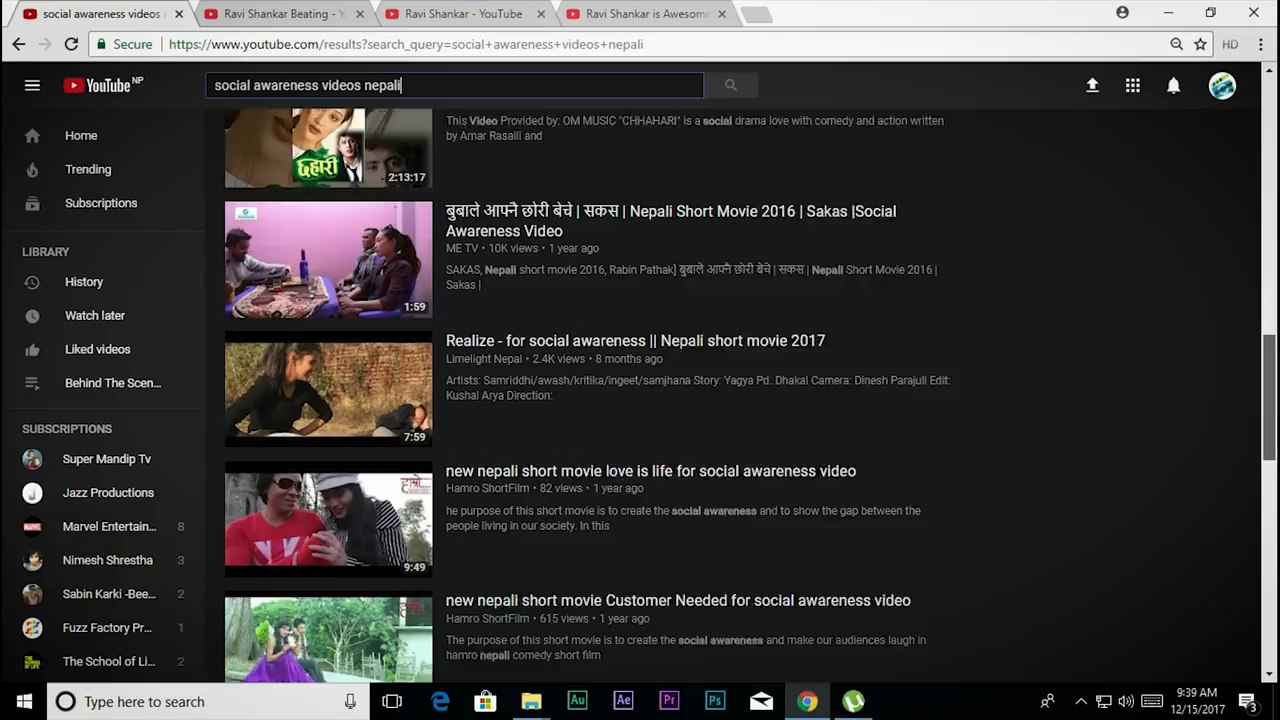 social awareness videos
Ravi Shankar Beating - Y
Ravi Shankar - YouTube
Ravi Shankar is Awesome
Secure
https://www.youtube.com/results?search_query=social+awareness+videos+nepali
HD
YouTube NP
social awareness videos nepali
Home
Trending
Subscriptions
LIBRARY
History
Watch later
Liked videos
Behind The Scen...
SUBSCRIPTIONS
Super Mandip Tv
Jazz Productions
Marvel Entertain... 8
Nimesh Shrestha 3
Sabin Karki -Bee... 2
Fuzz Factory Pr... 1
The School of Li... 2
छहारी
2:13:17
This Video Provided by: OM MUSIC "CHHAHARI" is a social drama love with comedy and action written
by Amar Rasaili and
1:59
बुबाले आफ्नै छोरी बेचे | सकस | Nepali Short Movie 2016 | Sakas |Social
Awareness Video
ME TV • 10K views • 1 year ago
SAKAS, Nepali short movie 2016, Rabin Pathak] बुबाले आफ्नै छोरी बेचे | सकस | Nepali Short Movie 2016 |
Sakas |
7:59
Realize - for social awareness || Nepali short movie 2017
Limelight Nepal • 2.4K views • 8 months ago
Artists: Samriddhi/awash/kritika/ingeet/samjhana Story: Yagya Pd. Dhakal Camera: Dinesh Parajull Edit:
Kushal Arya Direction:
हाम्रो
9:49
new nepali short movie love is life for social awareness video
Hamro ShortFilm • 82 views • 1 year ago
he purpose of this short movie is to create the social awareness and to show the gap between the
people living in our society. In this
new nepali short movie Customer Needed for social awareness video
Hamro ShortFilm • 615 views • 1 year ago
The purpose of this short movie is to create the social awareness and make our audiences laugh in
hamro nepali comedy short film
Type here to search
Au
Ae
Pr
Ps
9:39 AM
12/15/2017
3